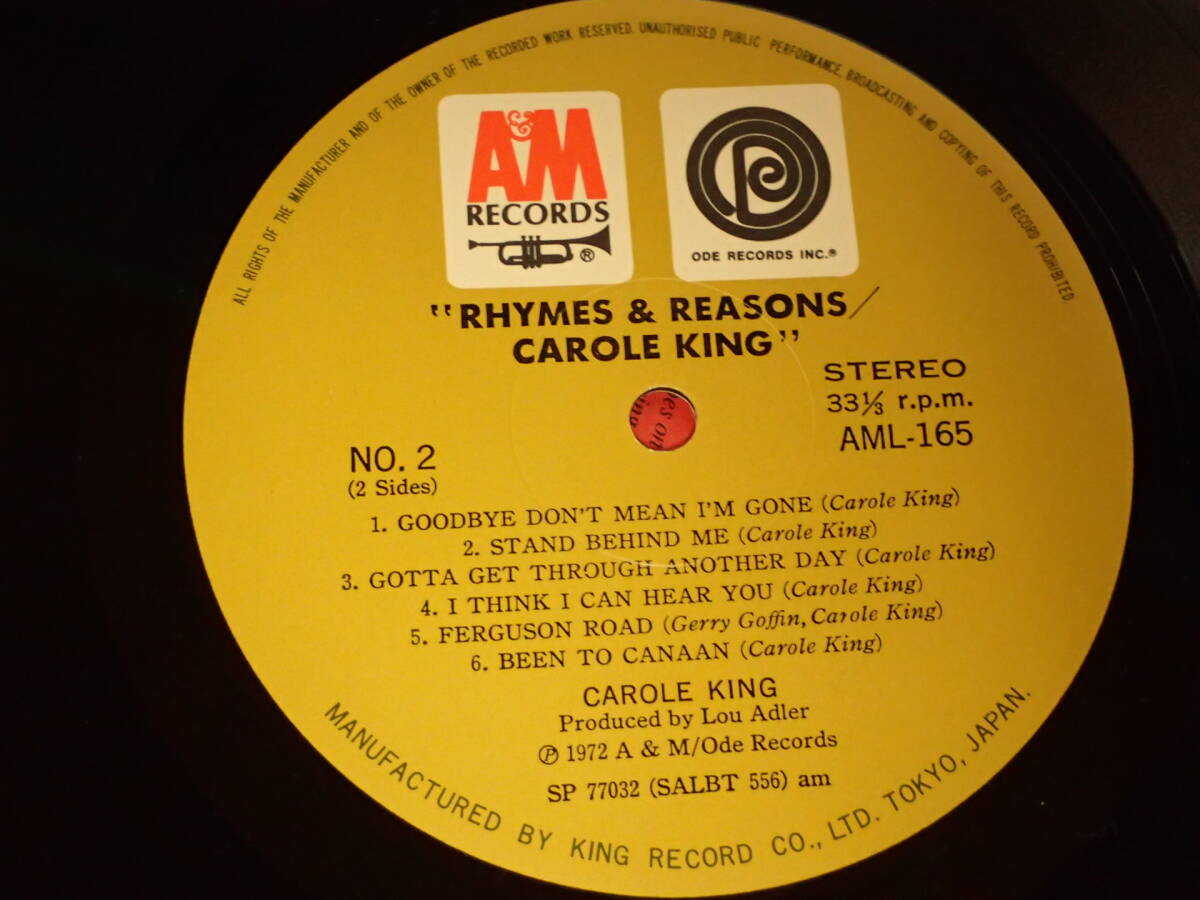 ALL RIGHTS OF THE MANUFACTURER AND OF THE OWNER OF THE RECORDED WORK RESERVED. UNAUTHORISED PUBLIC PERFORMANCE, BROADCASTING AND COPYING OF THIS RECORD PROHIBITED.
A&M
RECORDS
®
ODE RECORDS INC.®
"RHYMES & REASONS/
CAROLE KING"
STEREO
33⅓ r.p.m.
AML-165
NO. 2
(2 Sides)
1. GOODBYE DON'T MEAN I'M GONE (Carole King)
2. STAND BEHIND ME (Carole King)
3. GOTTA GET THROUGH ANOTHER DAY (Carole King)
4. I THINK I CAN HEAR YOU (Carole King)
5. FERGUSON ROAD (Gerry Goffin, Carole King)
6. BEEN TO CANAAN (Carole King)
CAROLE KING
Produced by Lou Adler
℗ 1972 A & M/Ode Records
SP 77032 (SALBT 556) am
MANUFACTURED BY KING RECORD CO., LTD. TOKYO, JAPAN.